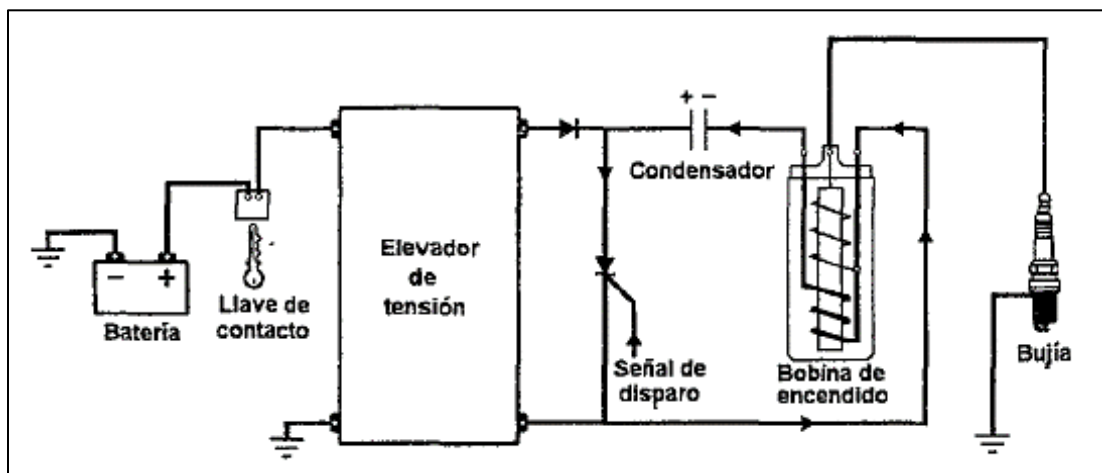 + -
Condensador
Elevador
de
tensión
- +
Batería
Llave de
contacto
Señal de
disparo
Bobina de
encendido
Bujía